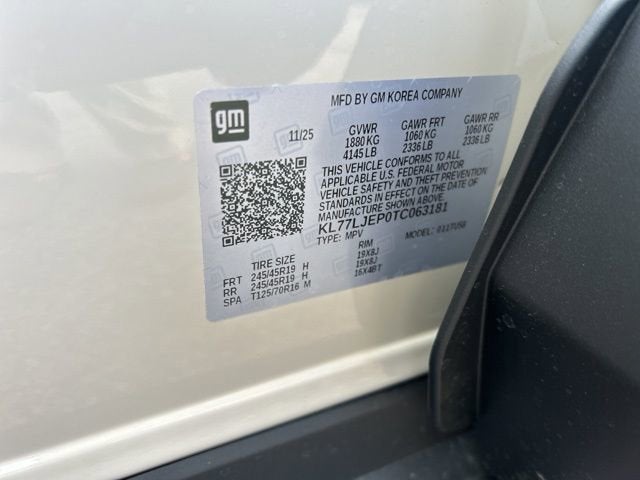 MFD BY GM KOREA COMPANY
gm
11/25 GVWR GAWR FRT GAWR RR
1880 KG 1060 KG 1060 KG
4145 LB 2336 LB 2336 LB
THIS VEHICLE CONFORMS TO ALL
APPLICABLE U.S. FEDERAL MOTOR
VEHICLE SAFETY AND THEFT PREVENTION
STANDARDS IN EFFECT ON THE DATE OF
MANUFACTURE SHOWN ABOVE.
KL77LJEP0TC063181
TYPE: MPV MODEL: 01TU58
TIRE SIZE RIM
FRT 245/45R19 H 19X8J
RR 245/45R19 H 19X8J
SPA T125/70R16 M 16X4BT